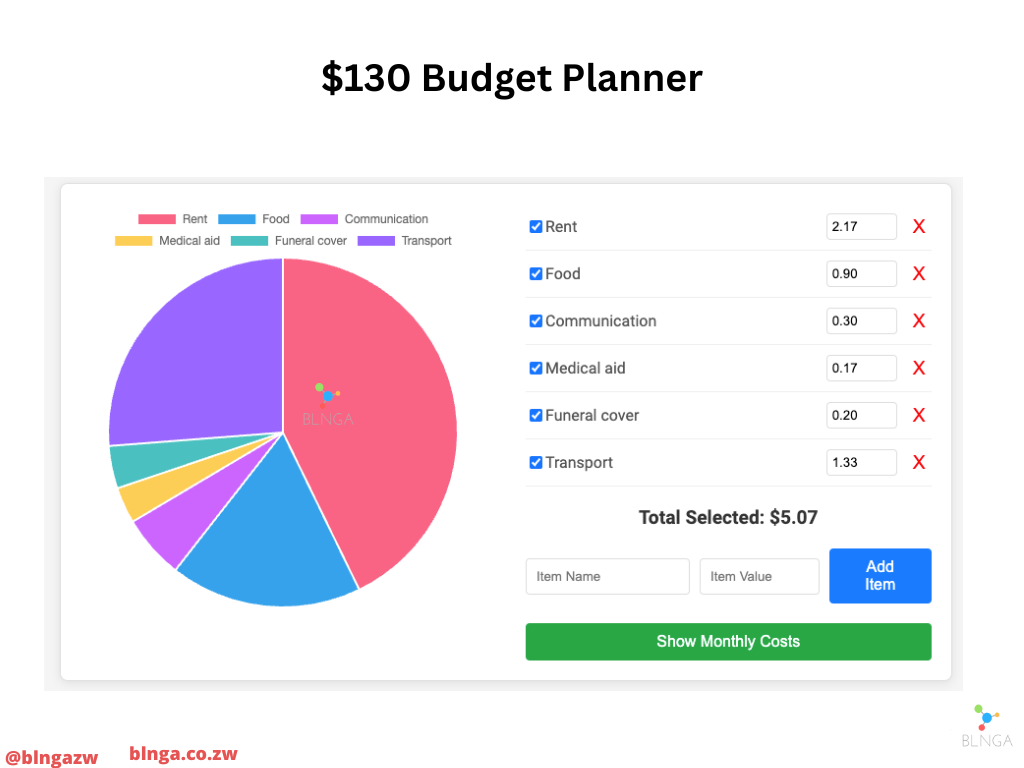 $130 Budget Planner
Rent Food Communication
Medical aid Funeral cover Transport
BLNGA
Rent 2.17 X
Food 0.90 X
Communication 0.30 X
Medical aid 0.17 X
Funeral cover 0.20 X
Transport 1.33 X
Total Selected: $5.07
Item Name Item Value Add
Item
Show Monthly Costs
BLNGA
@blngazw blnga.co.zw